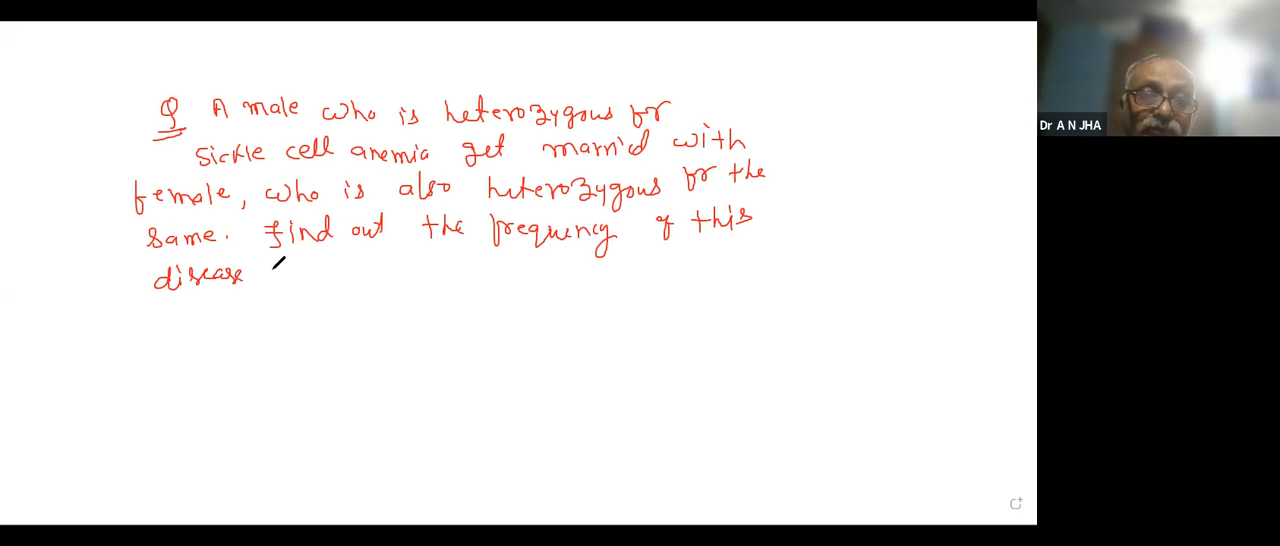 Q A male who is heterozygous for
Sickle cell anemia get married with
female, who is also heterozygous for the
same. find out the frequency of this
disease
Dr A N JHA